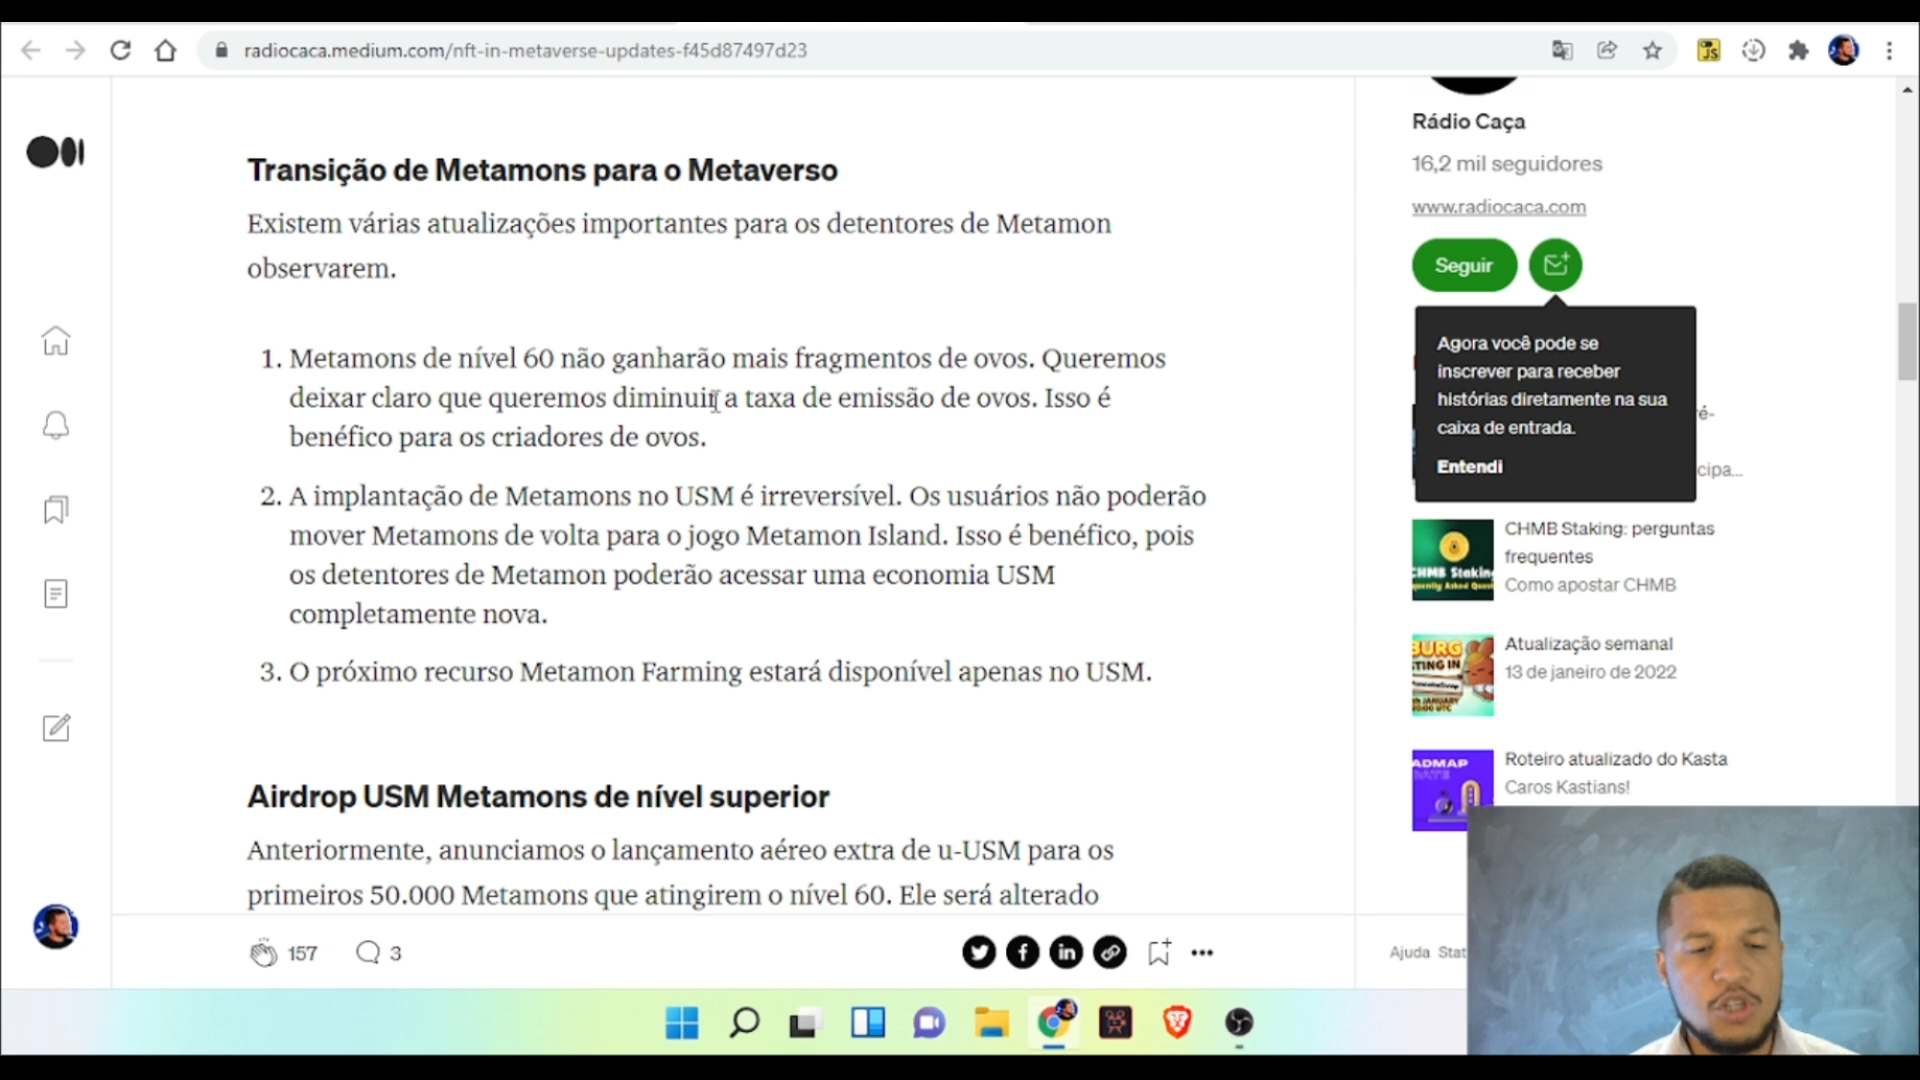 radiocaca.medium.com/nft-in-metaverse-updates-f45d87497d23
JS
Transição de Metamons para o Metaverso
Existem várias atualizações importantes para os detentores de Metamon
observarem.
1. Metamons de nível 60 não ganharão mais fragmentos de ovos. Queremos
deixar claro que queremos diminuir a taxa de emissão de ovos. Isso é
benéfico para os criadores de ovos.
2. A implantação de Metamons no USM é irreversível. Os usuários não poderão
mover Metamons de volta para o jogo Metamon Island. Isso é benéfico, pois
os detentores de Metamon poderão acessar uma economia USM
completamente nova.
3. O próximo recurso Metamon Farming estará disponível apenas no USM.
Airdrop USM Metamons de nível superior
Anteriormente, anunciamos o lançamento aéreo extra de u-USM para os
primeiros 50.000 Metamons que atingirem o nível 60. Ele será alterado
157
3
Rádio Caça
16,2 mil seguidores
www.radiocaca.com
Seguir
Agora você pode se
inscrever para receber
histórias diretamente na sua
caixa de entrada.
Entendi
é-
cipa...
CHMB Staking: perguntas
frequentes
Como apostar CHMB
Atualização semanal
13 de janeiro de 2022
Roteiro atualizado do Kasta
Caros Kastians!
Ajuda Stat